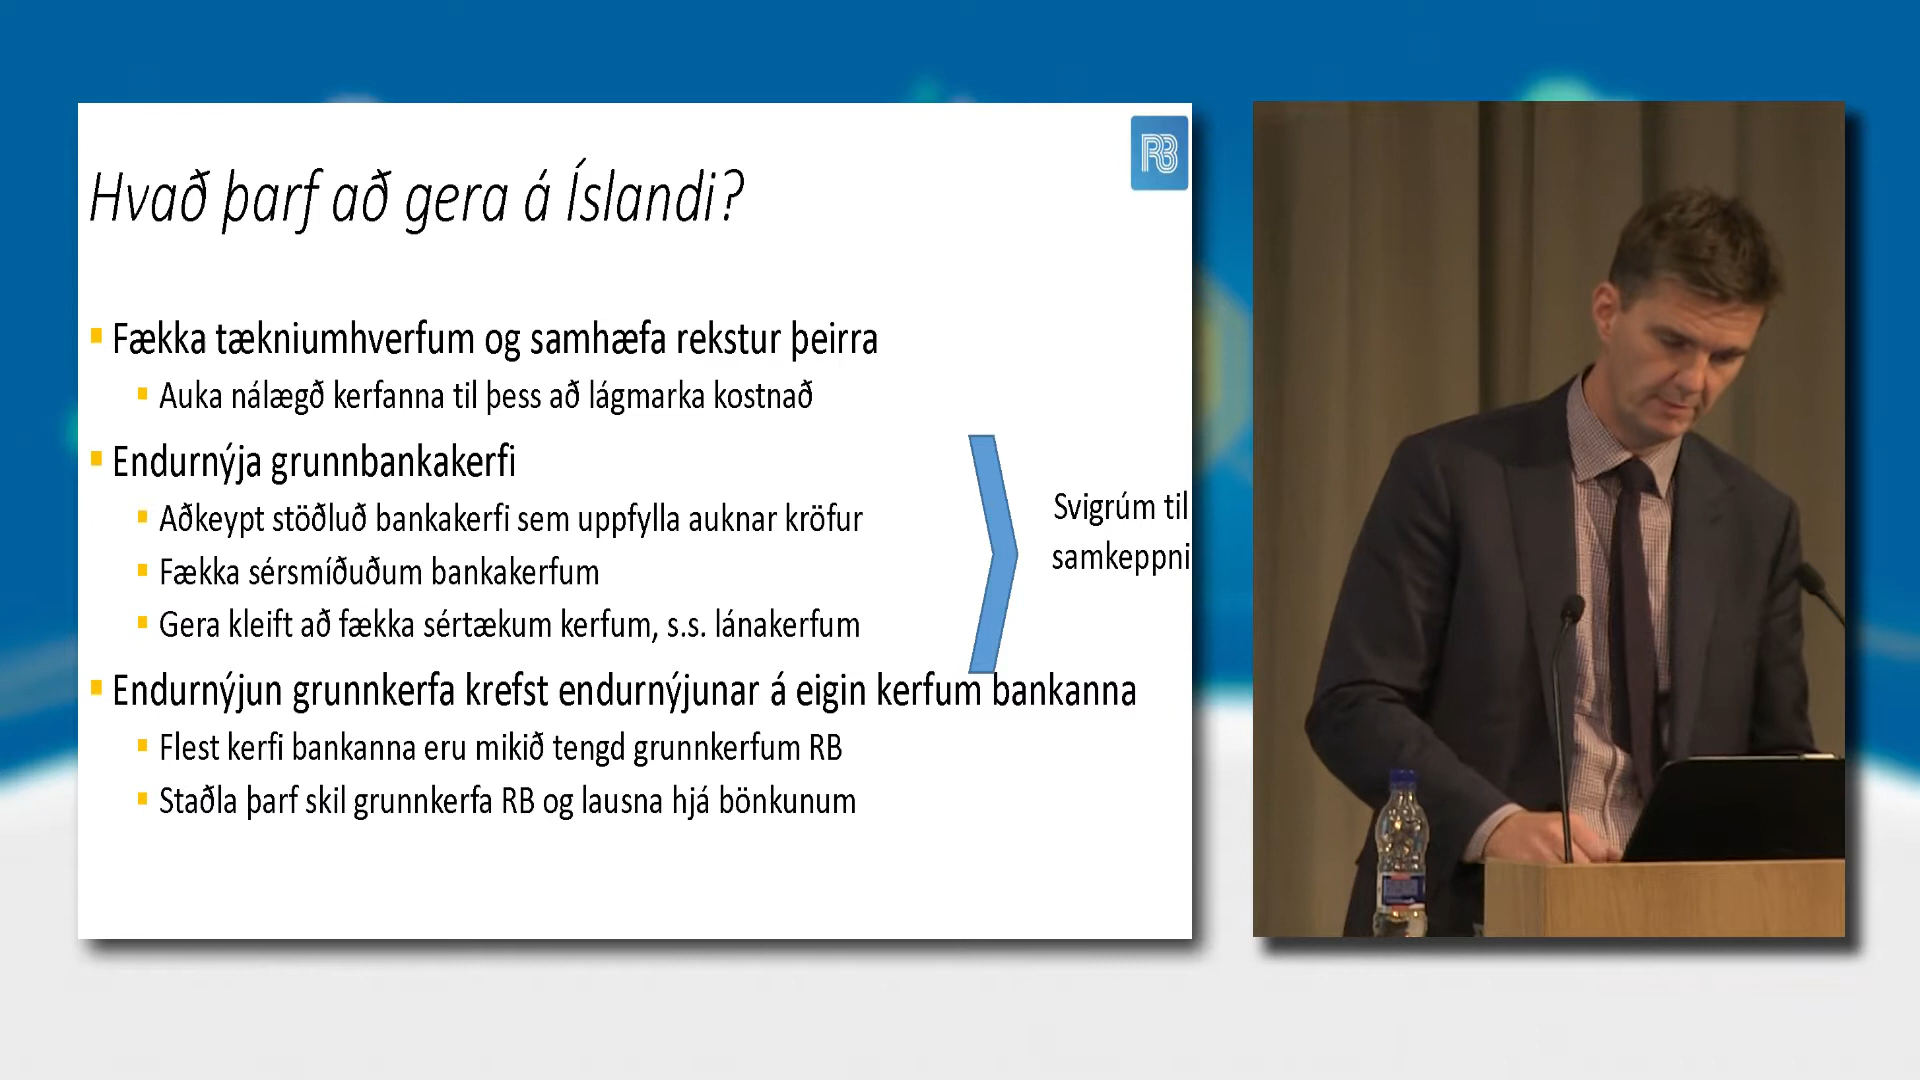 RB
Hvað þarf að gera á Íslandi?
Fækka tækniumhverfum og samhæfa rekstur þeirra
Auka nálægð kerfanna til þess að lágmarka kostnað
Endurnýja grunnbankakerfi
Aðkeypt stöðluð bankakerfi sem uppfylla auknar kröfur
Fækka sérsmíðuðum bankakerfum
Gera kleift að fækka sértækum kerfum, s.s. lánakerfum
Svigrúm til
samkeppni
Endurnýjun grunnkerfa krefst endurnýjunar á eigin kerfum bankanna
Flest kerfi bankanna eru mikið tengd grunnkerfum RB
Staðla þarf skil grunnkerfa RB og lausna hjá bönkunum